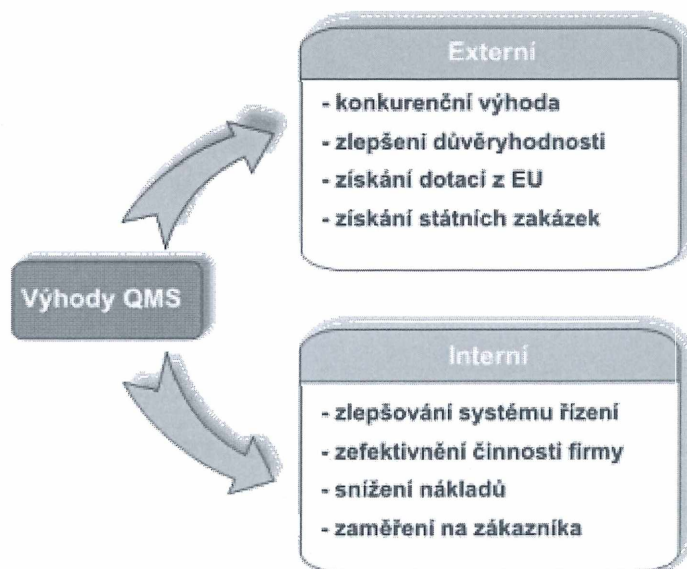 Externí
- konkurenční výhoda
- zlepšení důvěryhodnosti
- získání dotací z EU
- získání státních zakázek
Výhody QMS
Interní
- zlepšování systému řízení
- zefektivnění činnosti firmy
- snížení nákladů
- zaměření na zákazníka